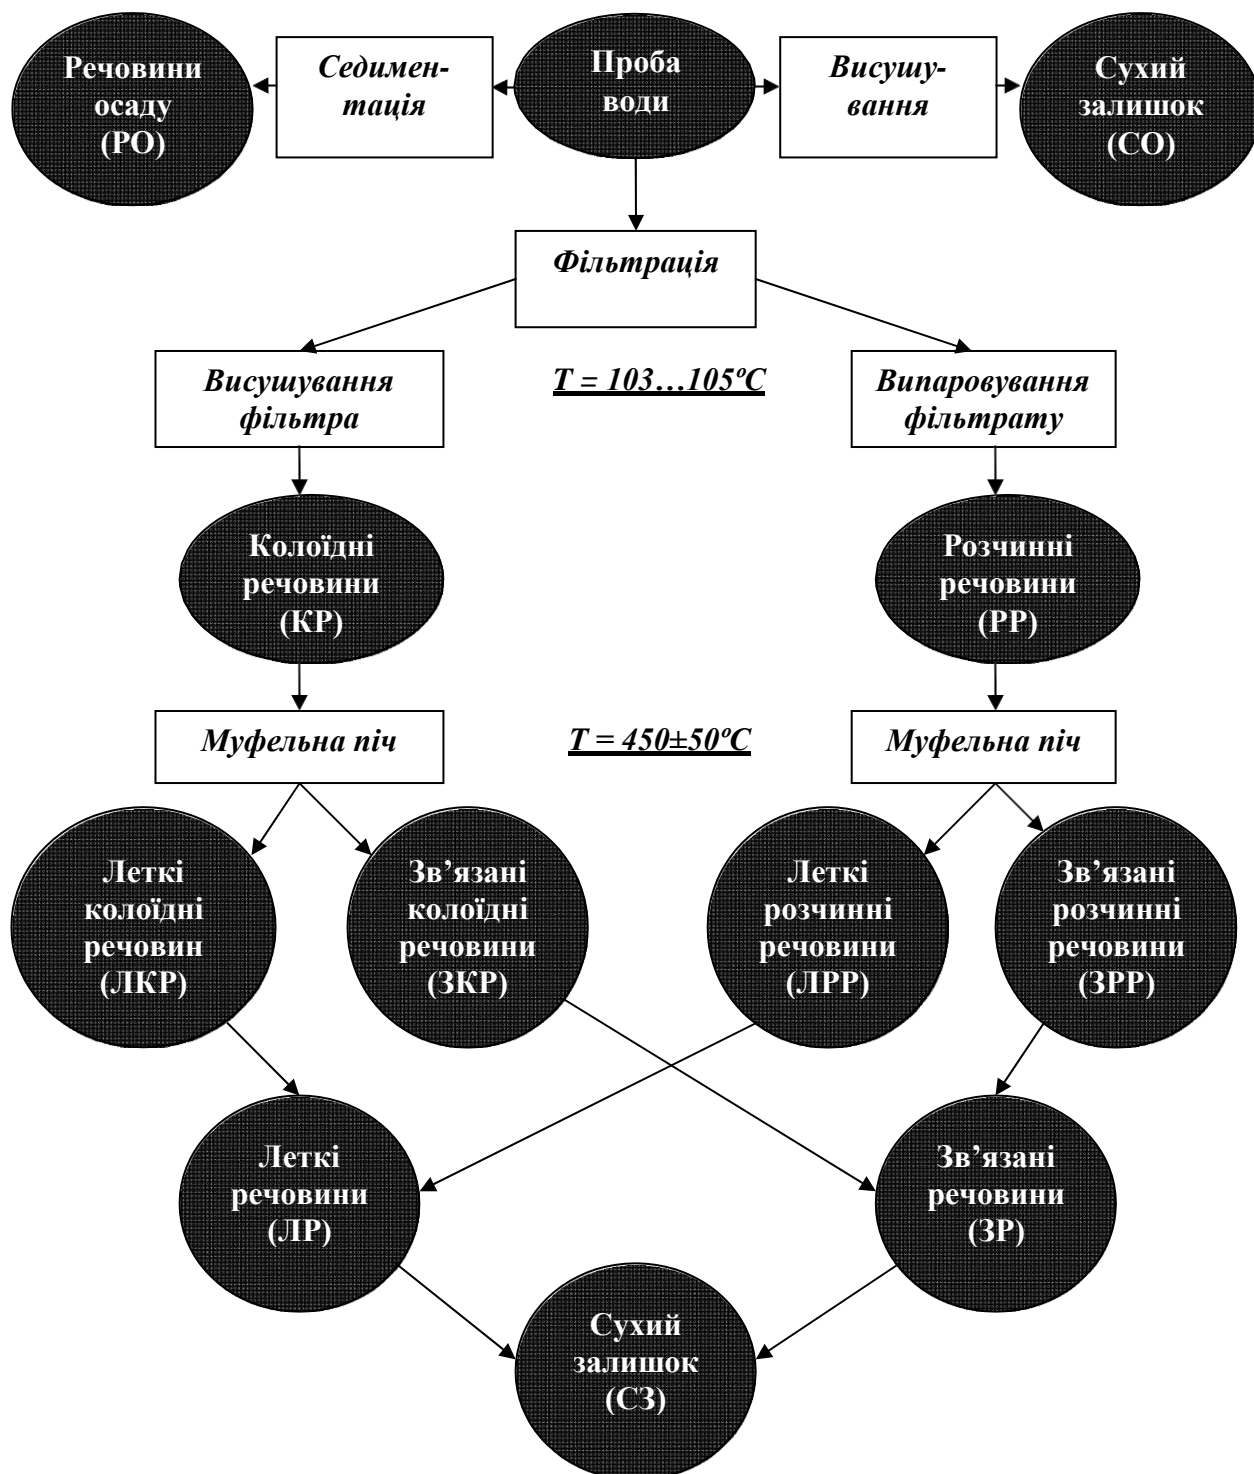 Речовини
осаду
(РО)
Седимен-
тація
Проба
води
Висушу-
вання
Сухий
залишок
(СО)
Фільтрація
Висушування
фільтра
T = 103…105ºC
Випаровування
фільтрату
Колоїдні
речовини
(КР)
Розчинні
речовини
(РР)
Муфельна піч
T = 450±50ºC
Муфельна піч
Леткі
колоїдні
речовин
(ЛКР)
Зв’язані
колоїдні
речовини
(ЗКР)
Леткі
розчинні
речовини
(ЛРР)
Зв’язані
розчинні
речовини
(ЗРР)
Леткі
речовини
(ЛР)
Зв’язані
речовини
(ЗР)
Сухий
залишок
(СЗ)